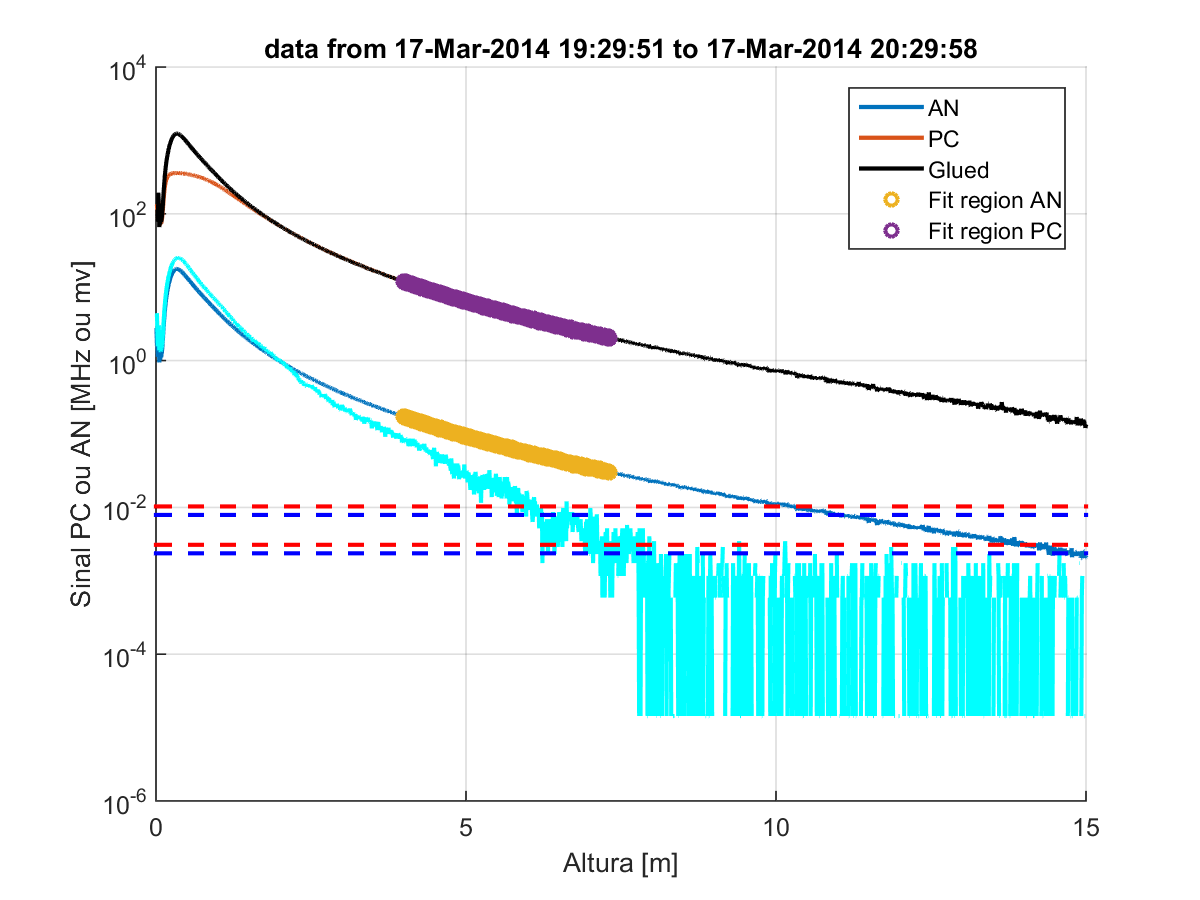 data from 17-Mar-2014 19:29:51 to 17-Mar-2014 20:29:58
10^4
10^2
10^0
10^-2
10^-4
10^-6
Sinal PC ou AN [MHz ou mv]
AN
PC
Glued
Fit region AN
Fit region PC
0
5
10
15
Altura [m]